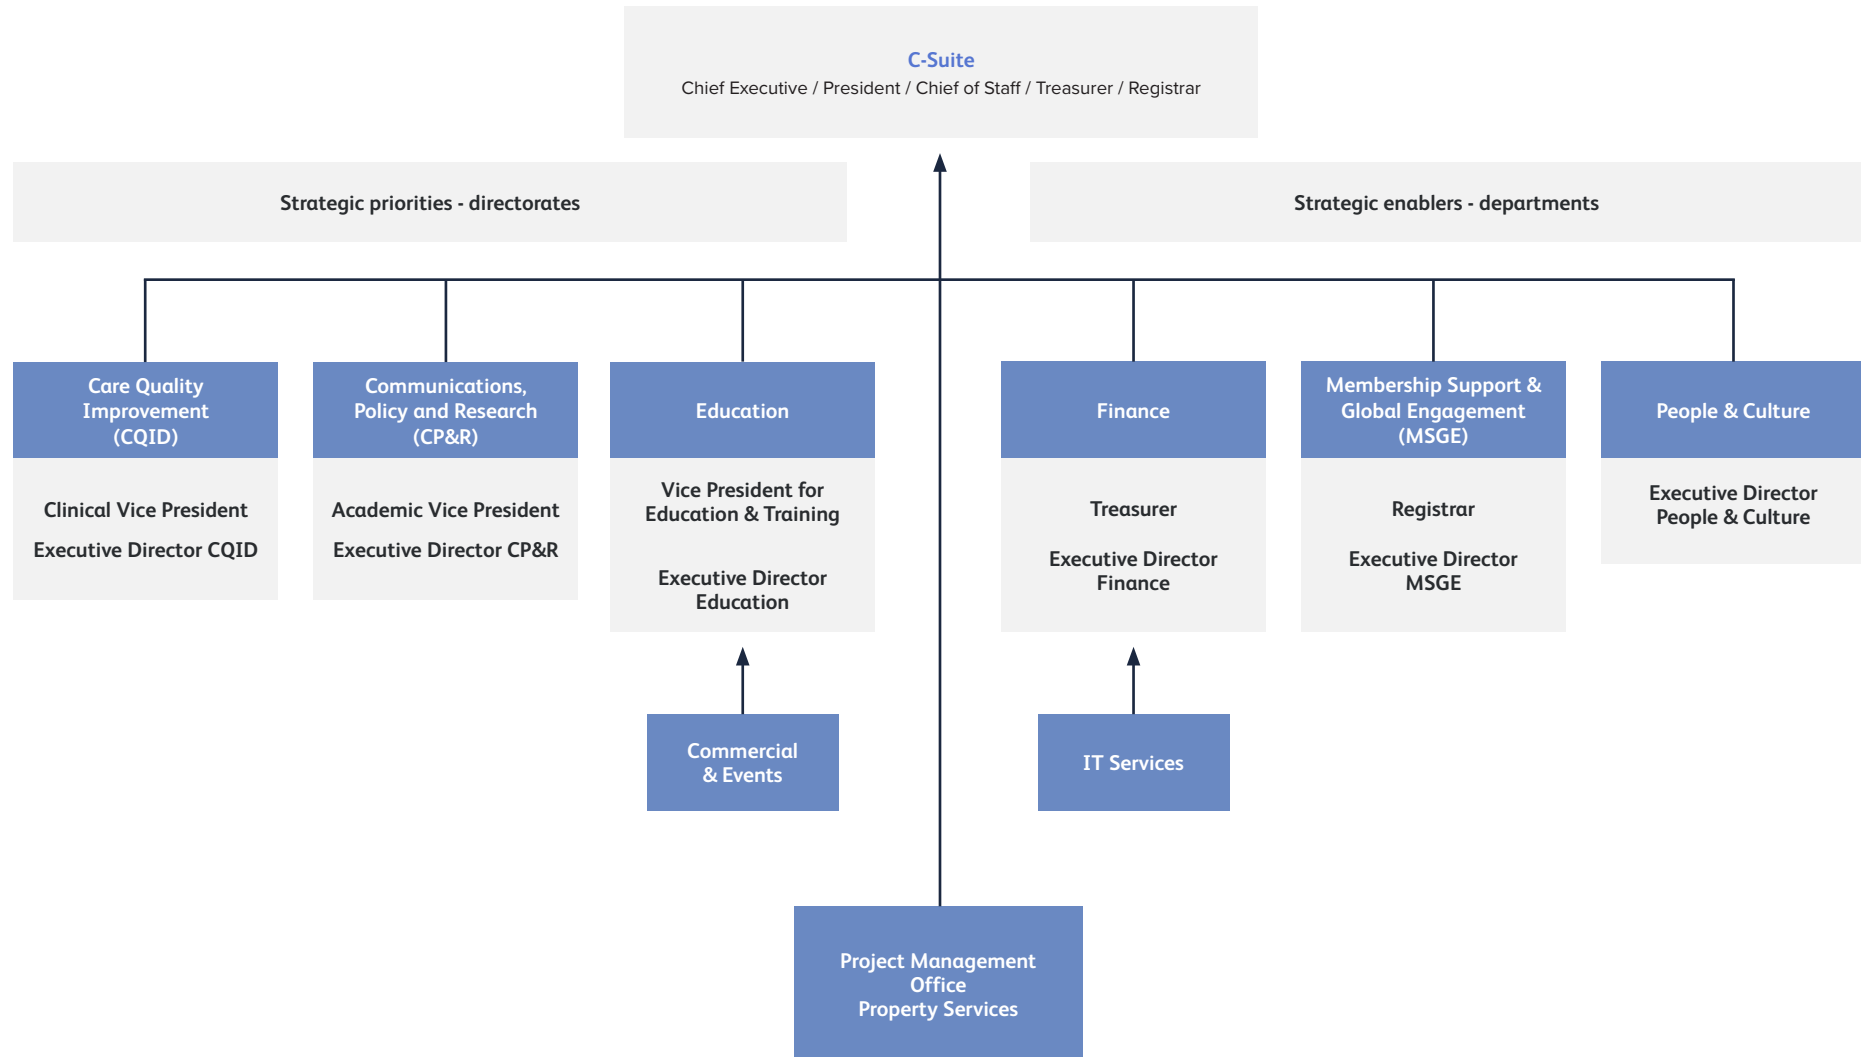 C-Suite
Chief Executive / President / Chief of Staff / Treasurer / Registrar
Strategic priorities - directorates
Strategic enablers - departments
Care Quality
Improvement
(CQID)
Clinical Vice President
Executive Director CQID
Communications,
Policy and Research
(CP&R)
Academic Vice President
Executive Director CP&R
Education
Vice President for
Education & Training
Executive Director
Education
Finance
Treasurer
Executive Director
Finance
Membership Support &
Global Engagement
(MSGE)
Registrar
Executive Director
MSGE
People & Culture
Executive Director
People & Culture
Commercial
& Events
IT Services
Project Management
Office
Property Services